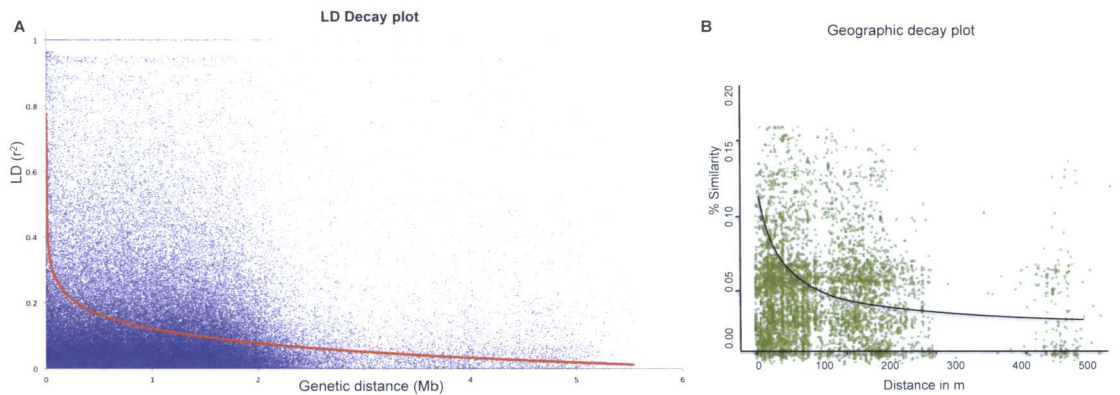 A
LD Decay plot
LD (r²)
1
0.8
0.6
0.4
0.2
0
0 1 2 3 4 5 6
Genetic distance (Mb)
B
Geographic decay plot
% Similarity
0.20
0.15
0.10
0.05
0.00
0 100 200 300 400 500
Distance in m